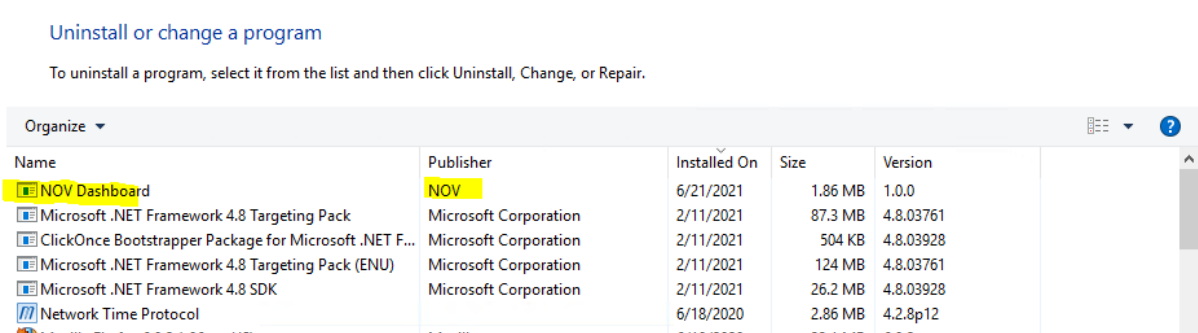 Uninstall or change a program
To uninstall a program, select it from the list and then click Uninstall, Change, or Repair.
Organize
Name Publisher Installed On Size Version
NOV Dashboard NOV 6/21/2021 1.86 MB 1.0.0
Microsoft .NET Framework 4.8 Targeting Pack Microsoft Corporation 2/11/2021 87.3 MB 4.8.03761
ClickOnce Bootstrapper Package for Microsoft .NET F... Microsoft Corporation 2/11/2021 504 KB 4.8.03928
Microsoft .NET Framework 4.8 Targeting Pack (ENU) Microsoft Corporation 2/11/2021 124 MB 4.8.03761
Microsoft .NET Framework 4.8 SDK Microsoft Corporation 2/11/2021 26.2 MB 4.8.03928
Network Time Protocol 6/18/2020 2.86 MB 4.2.8p12